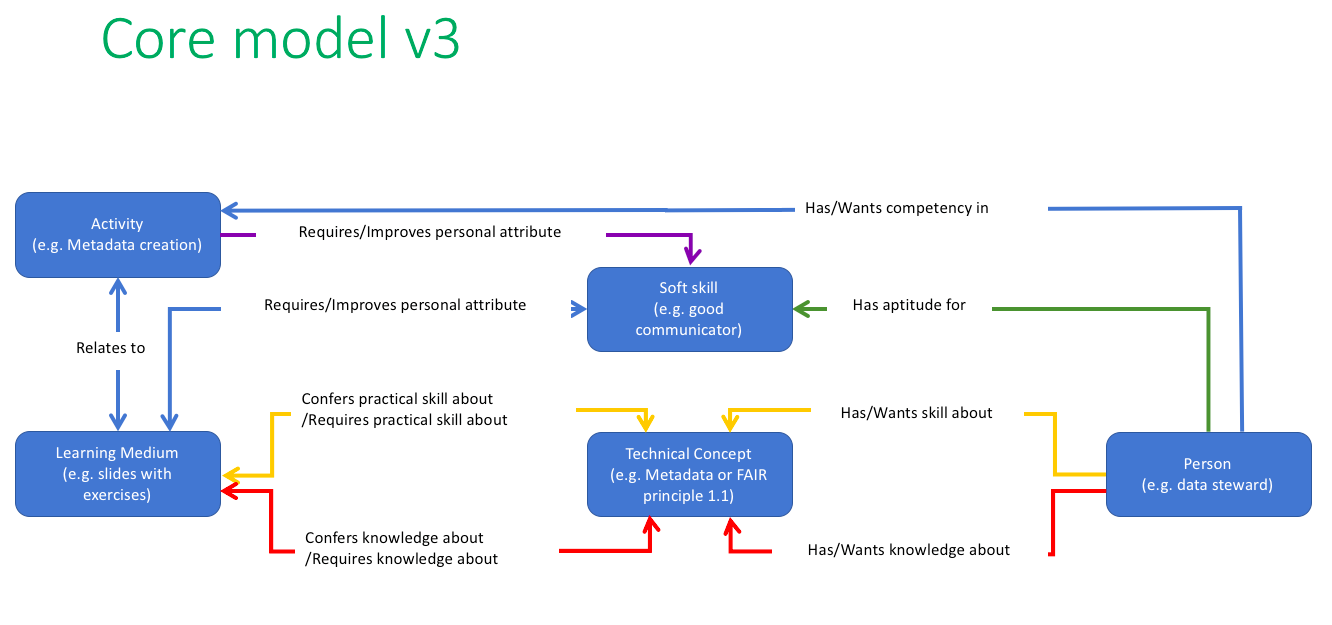 Core model v3
Activity
(e.g. Metadata creation)
Has/Wants competency in
Requires/Improves personal attribute
Soft skill
(e.g. good
communicator)
Requires/Improves personal attribute
Has aptitude for
Relates to
Confers practical skill about
/Requires practical skill about
Has/Wants skill about
Learning Medium
(e.g. slides with
exercises)
Technical Concept
(e.g. Metadata or FAIR
principle 1.1)
Person
(e.g. data steward)
Confers knowledge about
/Requires knowledge about
Has/Wants knowledge about